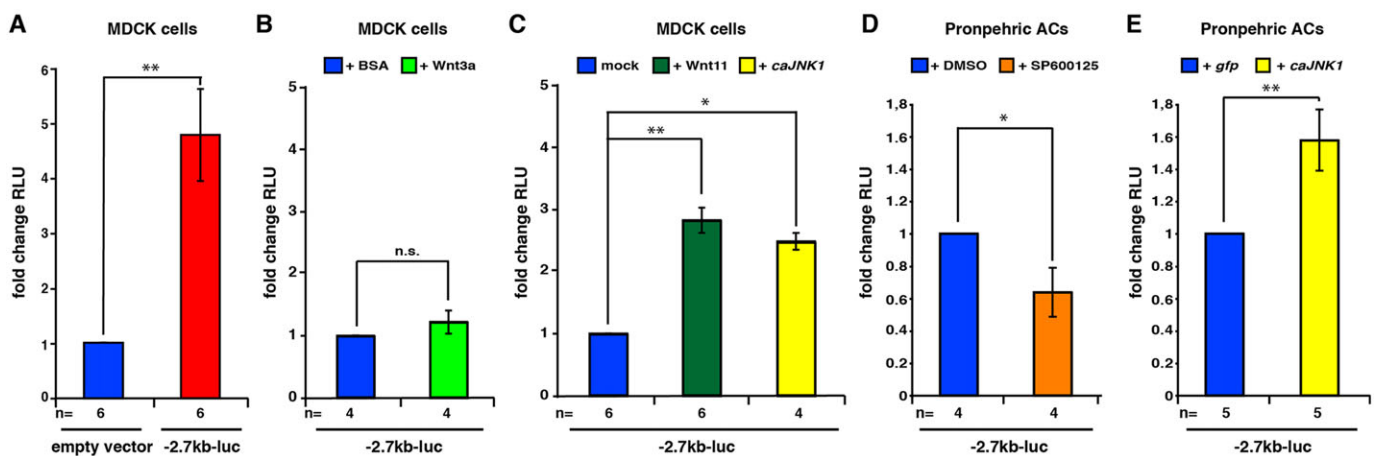 A
MDCK cells
**
fold change RLU
6
5
4
3
2
1
0
n= 6 6
empty vector -2.7kb-luc
B
MDCK cells
+ BSA + Wnt3a
n.s.
fold change RLU
5
4
3
2
1
0
n= 4 4
-2.7kb-luc
C
MDCK cells
mock + Wnt11 + caJNK1
*
**
fold change RLU
5
4
3
2
1
0
n= 6 6 4
-2.7kb-luc
D
Pronpehric ACs
+ DMSO + SP600125
*
fold change RLU
1,8
1.6
1.4
1.2
1
0.8
0.6
0.4
0.2
0
n= 4 4
-2.7kb-luc
E
Pronpehric ACs
+ gfp + caJNK1
**
fold change RLU
1,8
1.6
1.4
1.2
1
0.8
0.6
0.4
0.2
0
n= 5 5
-2.7kb-luc